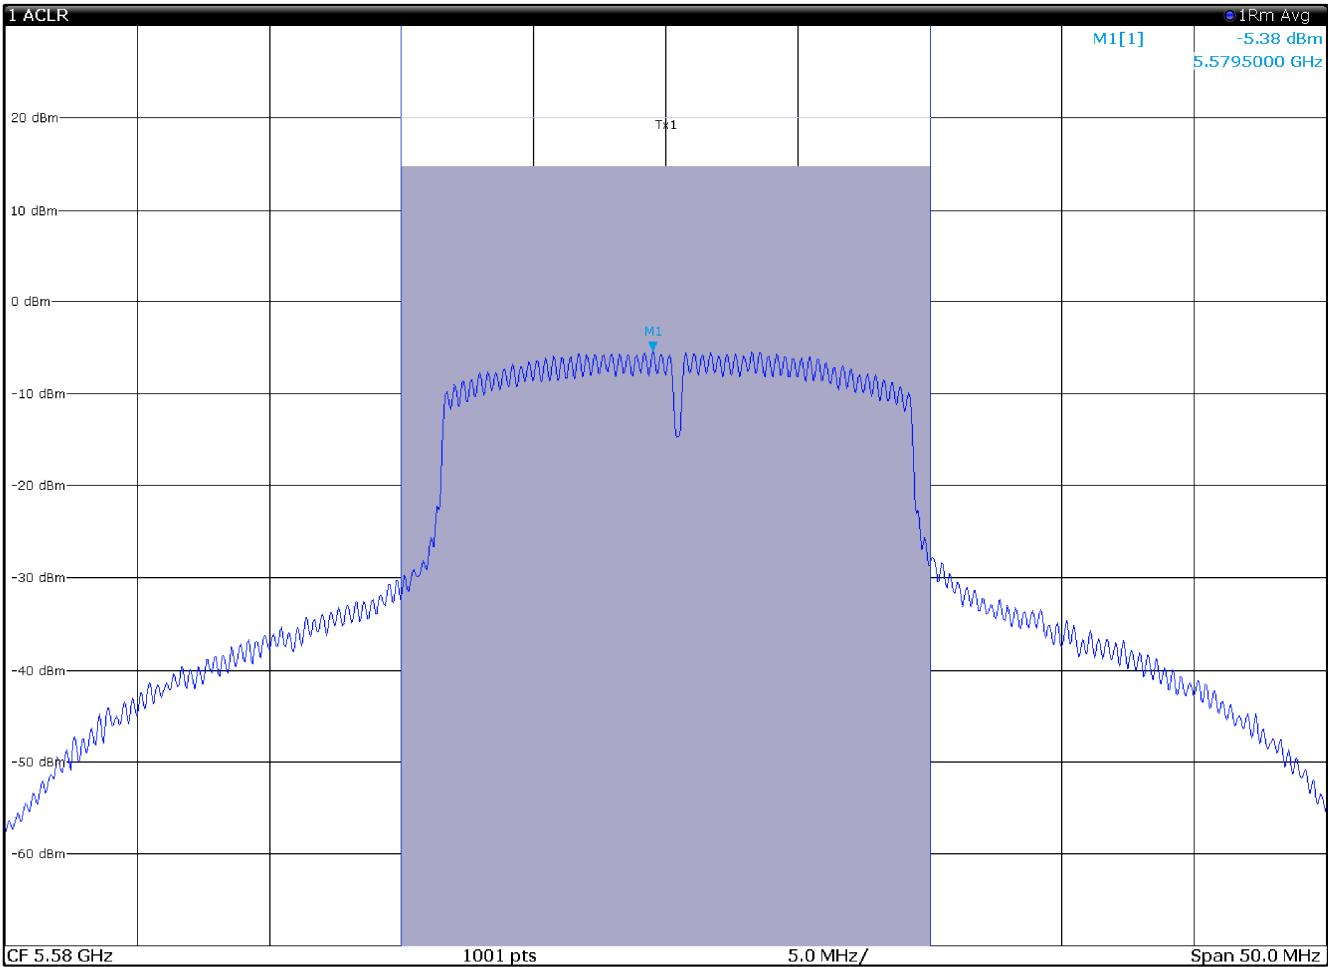 1 ACLR
1Rm Avg
M1[1]
-5.38 dBm
5.5795000 GHz
20 dBm
Tx1
10 dBm
0 dBm
M1
-10 dBm
-20 dBm
-30 dBm
-40 dBm
-50 dBm
-60 dBm
CF 5.58 GHz
1001 pts
5.0 MHz/
Span 50.0 MHz